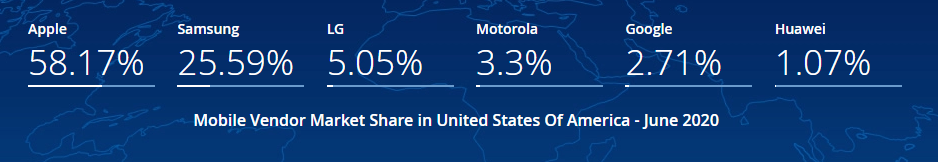 Apple Samsung LG Motorola Google Huawei
58.17% 25.59% 5.05% 3.3% 2.71% 1.07%
Mobile Vendor Market Share in United States Of America - June 2020